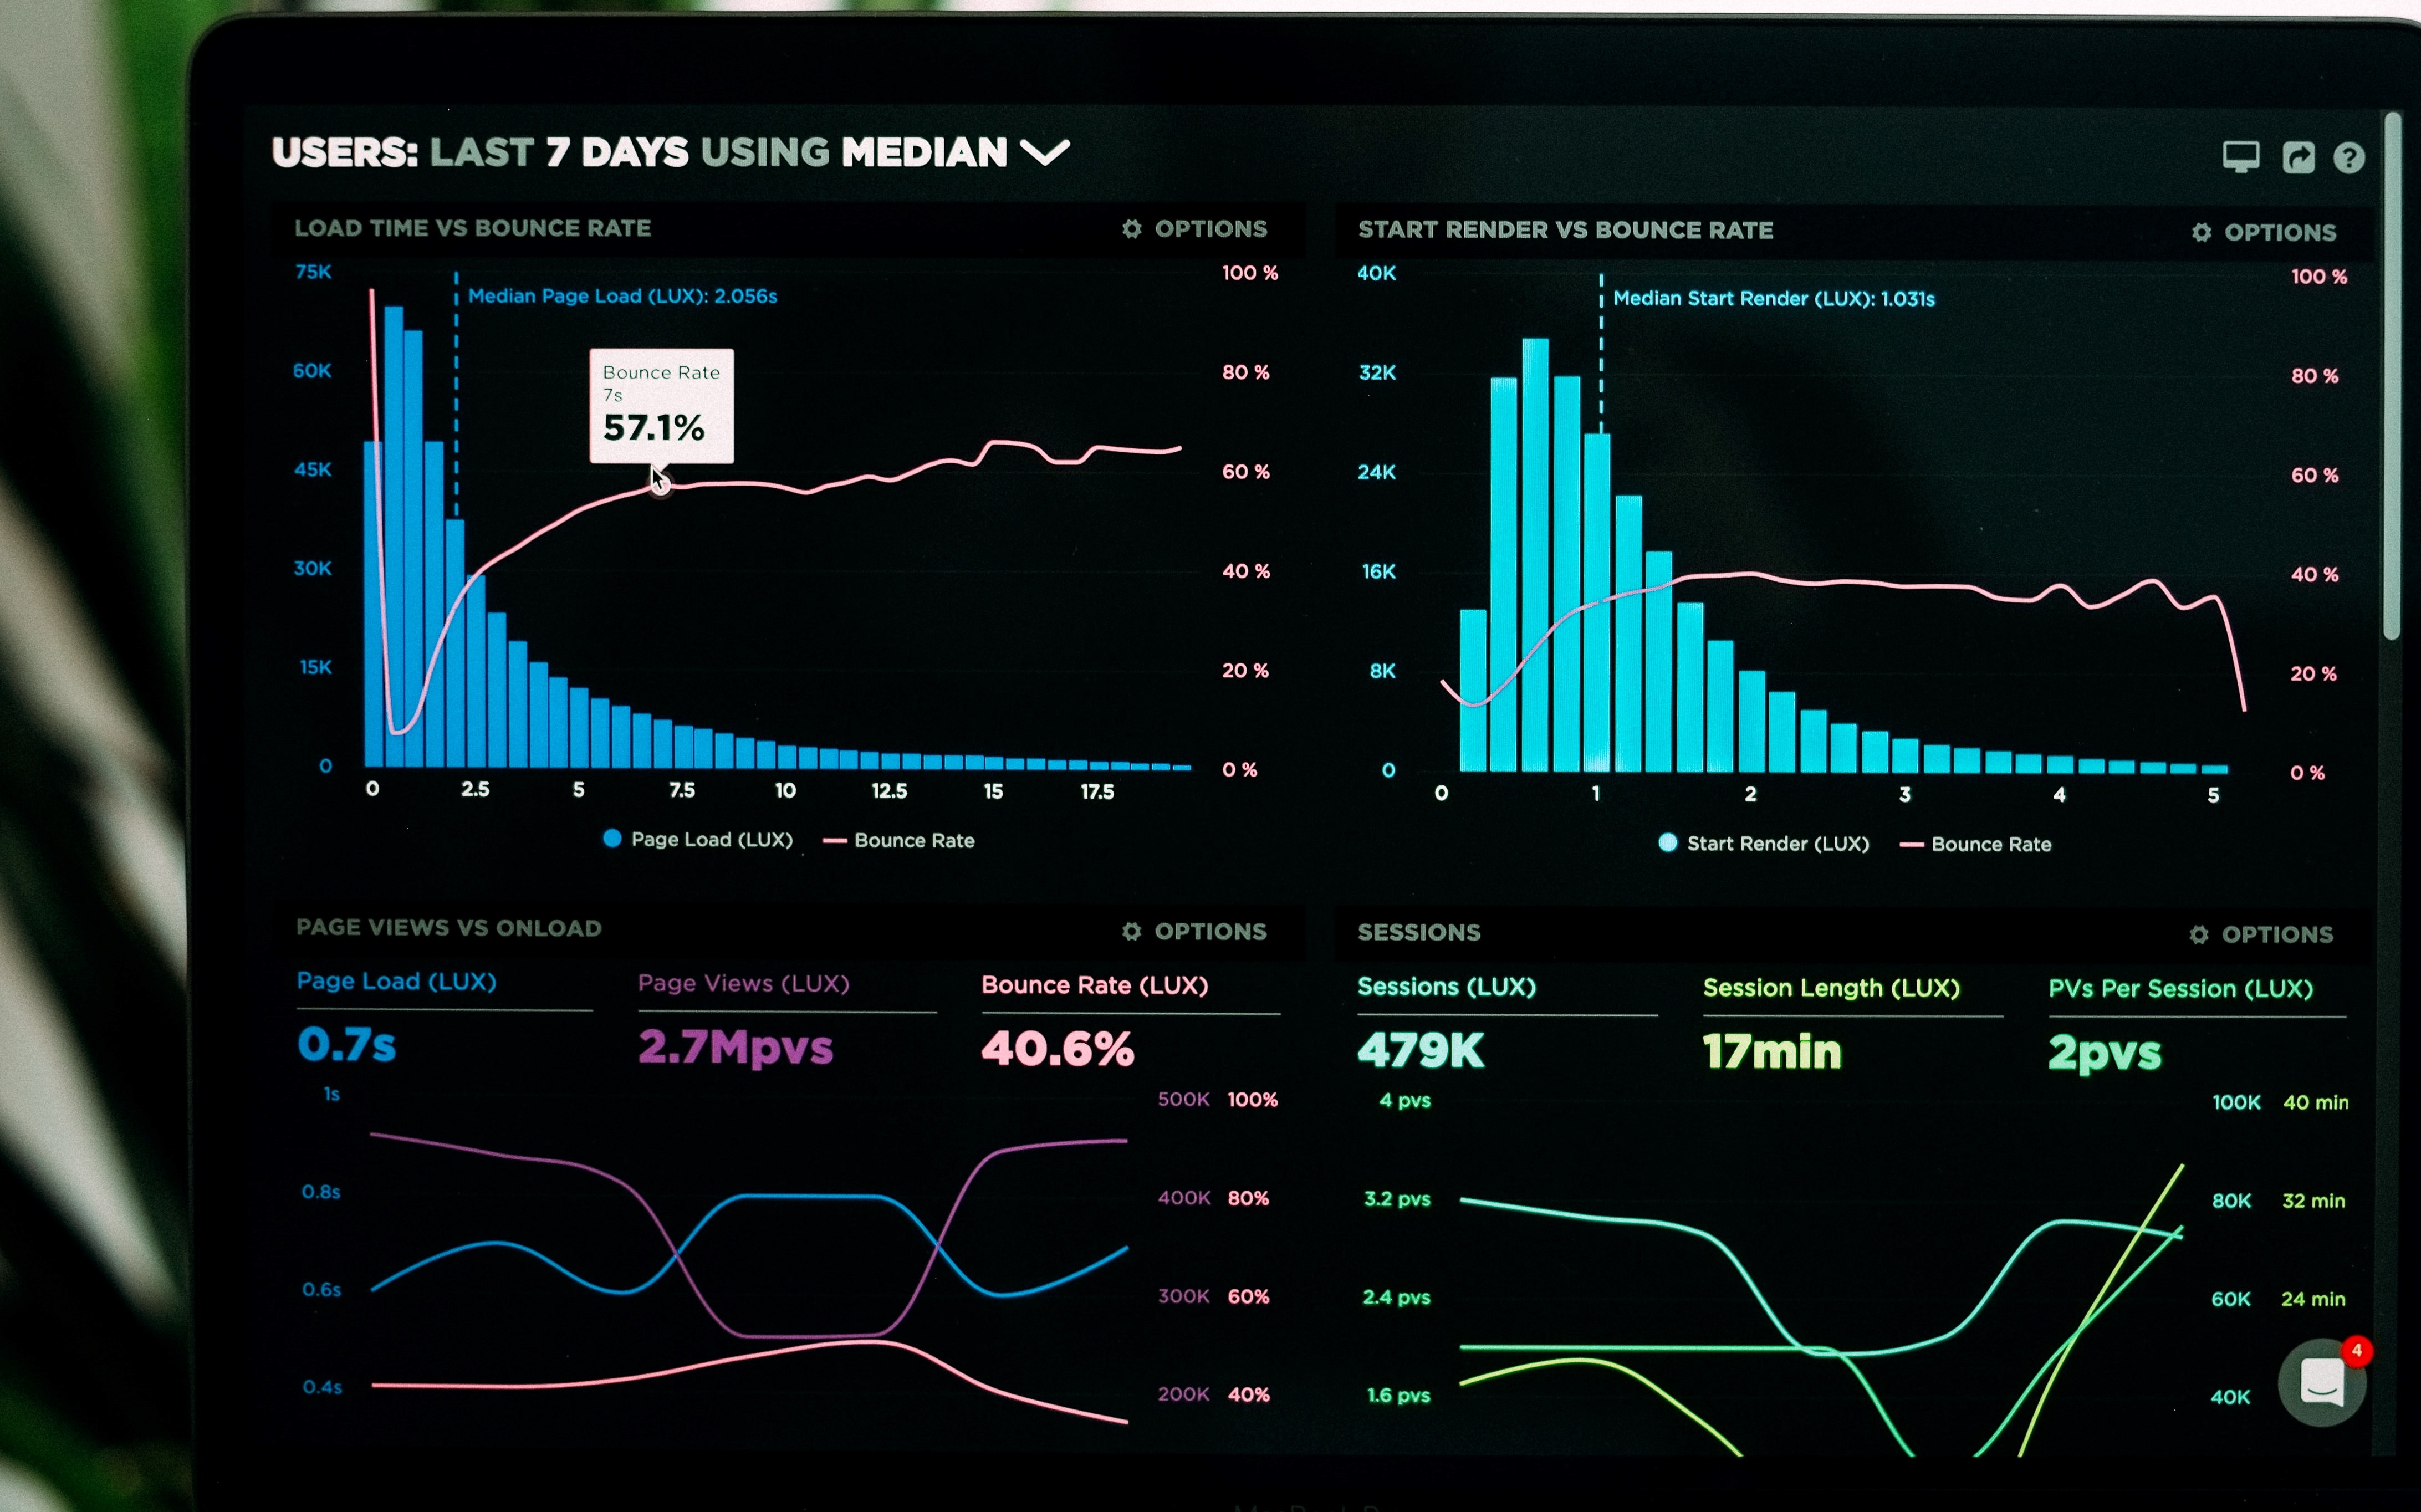 USERS: LAST 7 DAYS USING MEDIAN
LOAD TIME VS BOUNCE RATE
OPTIONS
75K
60K
45K
30K
15K
0
Median Page Load (LUX): 2.056s
Bounce Rate
7s
57.1%
100 %
80 %
60 %
40 %
20 %
0 %
0 2.5 5 7.5 10 12.5 15 17.5
Page Load (LUX) Bounce Rate
START RENDER VS BOUNCE RATE
OPTIONS
40K
32K
24K
16K
8K
0
Median Start Render (LUX): 1.031s
100 %
80 %
60 %
40 %
20 %
0 %
0 1 2 3 4 5
Start Render (LUX) Bounce Rate
PAGE VIEWS VS ONLOAD
OPTIONS
Page Load (LUX)
0.7s
Page Views (LUX)
2.7Mpvs
Bounce Rate (LUX)
40.6%
1s
0.8s
0.6s
0.4s
500K 100%
400K 80%
300K 60%
200K 40%
SESSIONS
OPTIONS
Sessions (LUX)
479K
Session Length (LUX)
17min
PVs Per Session (LUX)
2pvs
4 pvs
3.2 pvs
2.4 pvs
1.6 pvs
100K 40 min
80K 32 min
60K 24 min
40K
4